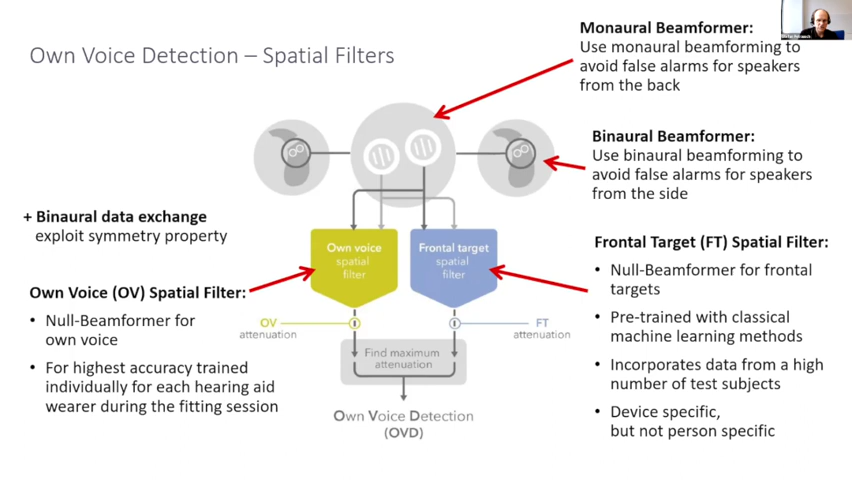 Own Voice Detection – Spatial Filters
Monaural Beamformer:
Use monaural beamforming to
avoid false alarms for speakers
from the back
Binaural Beamformer:
Use binaural beamforming to
avoid false alarms for speakers
from the side
+ Binaural data exchange
exploit symmetry property
Own voice
spatial
filter
Frontal target
spatial
filter
Frontal Target (FT) Spatial Filter:
• Null-Beamformer for frontal
targets
• Pre-trained with classical
machine learning methods
• Incorporates data from a high
number of test subjects
• Device specific,
but not person specific
Own Voice (OV) Spatial Filter:
• Null-Beamformer for
own voice
• For highest accuracy trained
individually for each hearing aid
wearer during the fitting session
OV
attenuation
FT
attenuation
Find maximum
attenuation
Own Voice Detection
(OVD)